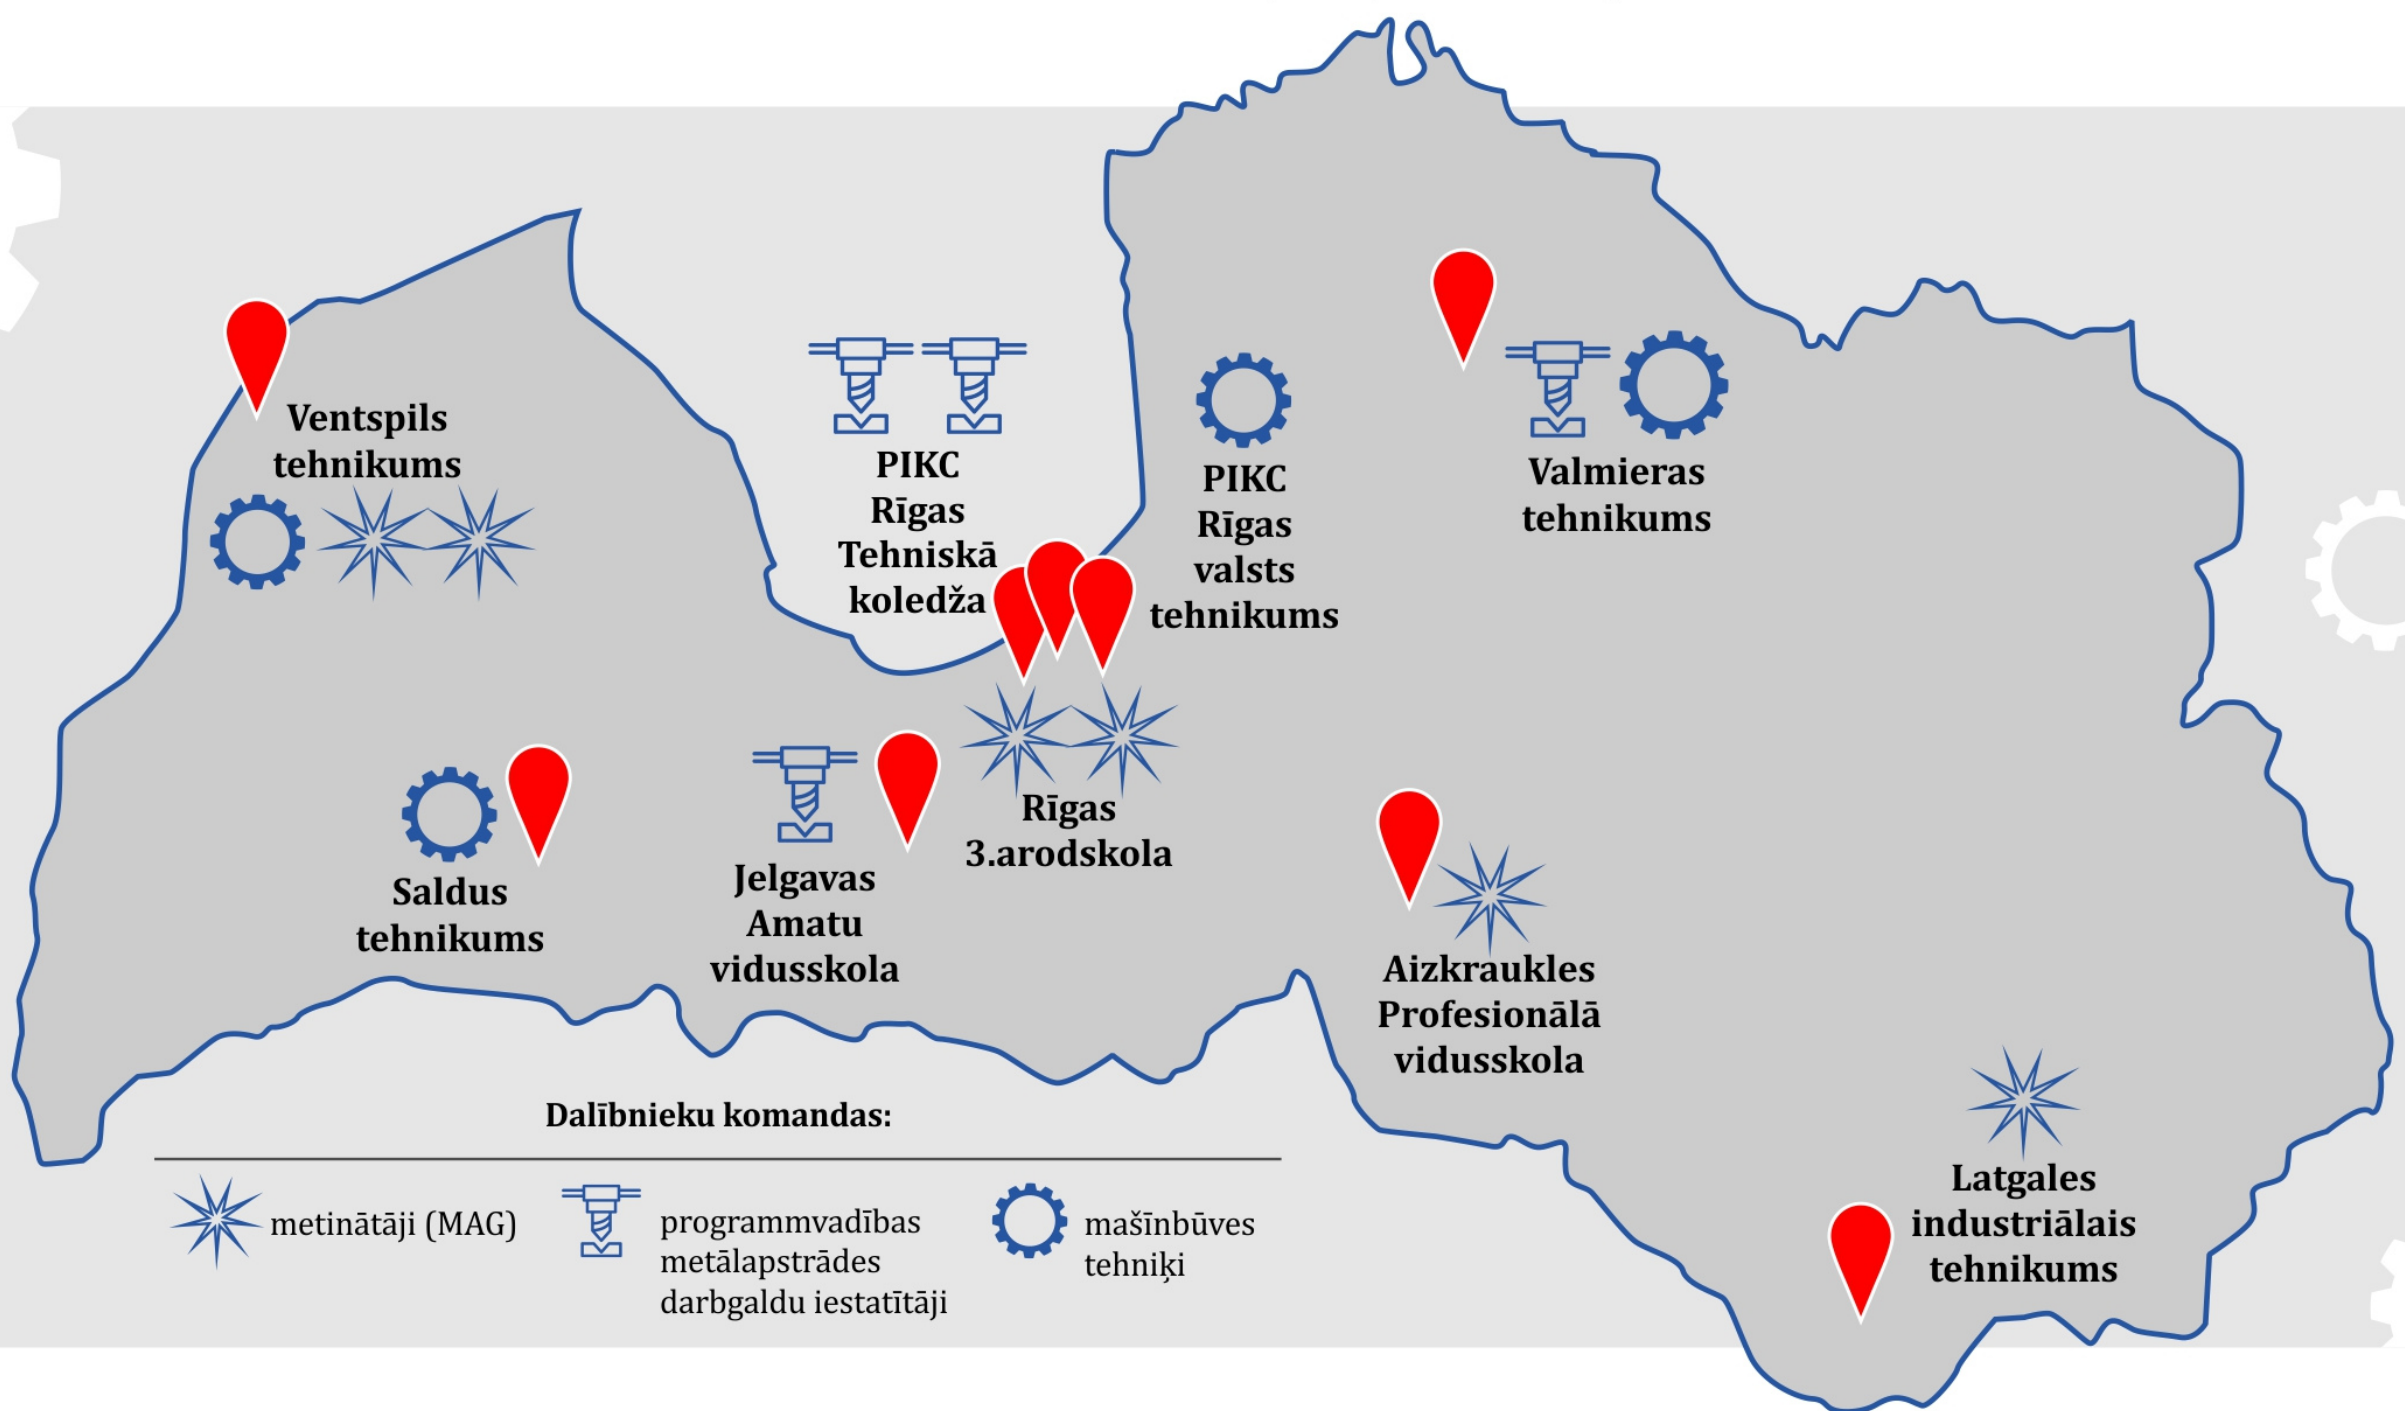 Ventspils
tehnikums
PIKC
Rīgas
Tehniskā
koledža
PIKC
Rīgas
valsts
tehnikums
Valmieras
tehnikums
Saldus
tehnikums
Jelgavas
Amatu
vidusskola
Rīgas
3.arodskola
Aizkraukles
Profesionālā
vidusskola
Latgales
industriālais
tehnikums
Dalībnieku komandas:
metinātāji (MAG)
programmvadības
metālapstrādes
darbgaldu iestatītāji
mašīnbūves
tehniķi